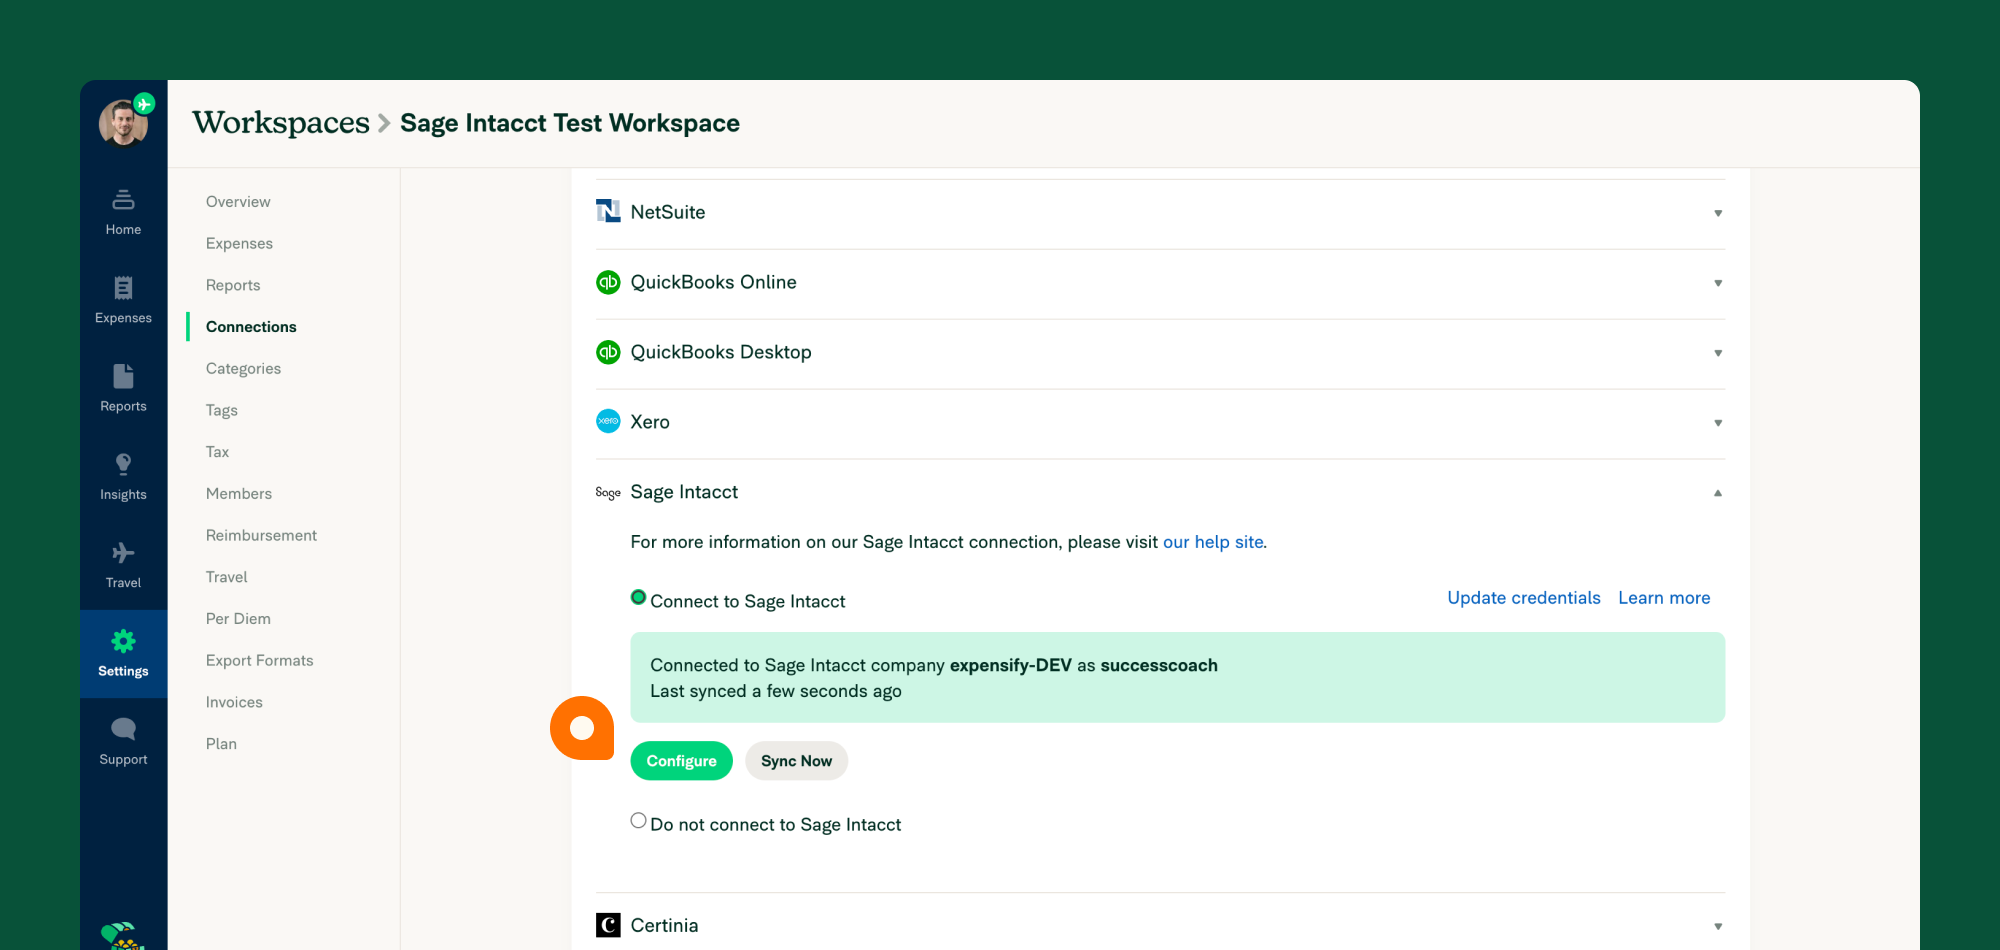 Workspaces > Sage Intacct Test Workspace
Home
Expenses
Reports
Insights
Travel
Settings
Support
Overview
Expenses
Reports
Connections
Categories
Tags
Tax
Members
Reimbursement
Travel
Per Diem
Export Formats
Invoices
Plan
NetSuite
qb QuickBooks Online
qb QuickBooks Desktop
xero Xero
Sage Sage Intacct
For more information on our Sage Intacct connection, please visit our help site.
Connect to Sage Intacct
Update credentials Learn more
Connected to Sage Intacct company expensify-DEV as successcoach
Last synced a few seconds ago
Configure Sync Now
Do not connect to Sage Intacct
C Certinia